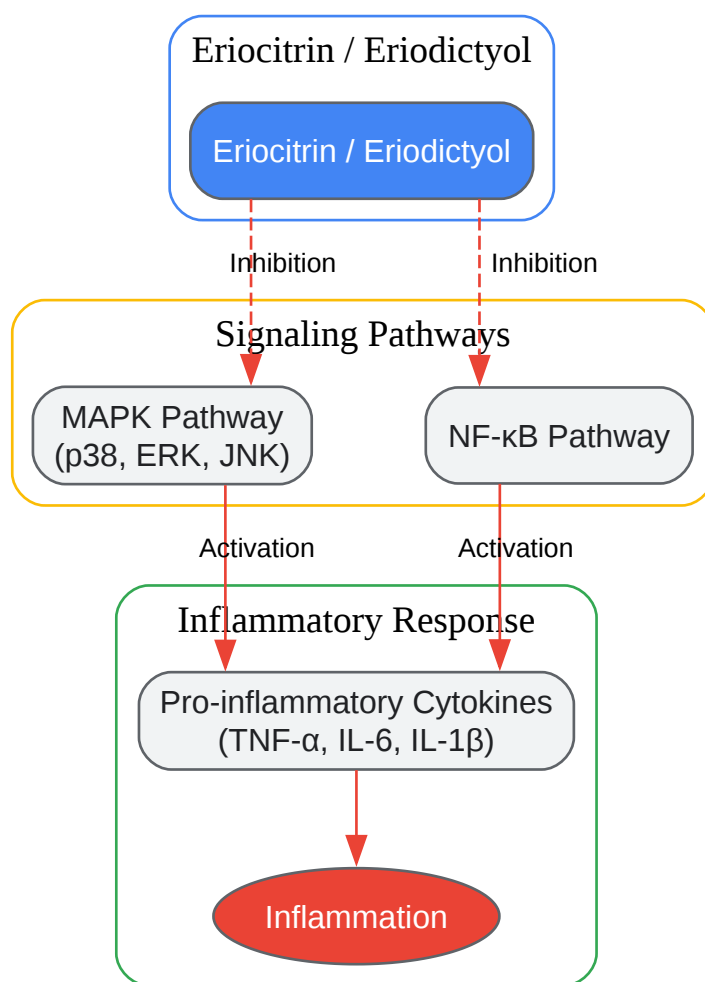 Eriocitrin / Eriodictyol
Eriocitrin / Eriodictyol
Inhibition
Inhibition
Signaling Pathways
MAPK Pathway
(p38, ERK, JNK)
NF-κB Pathway
Activation
Activation
Inflammatory Response
Pro-inflammatory Cytokines
(TNF-α, IL-6, IL-1β)
Inflammation